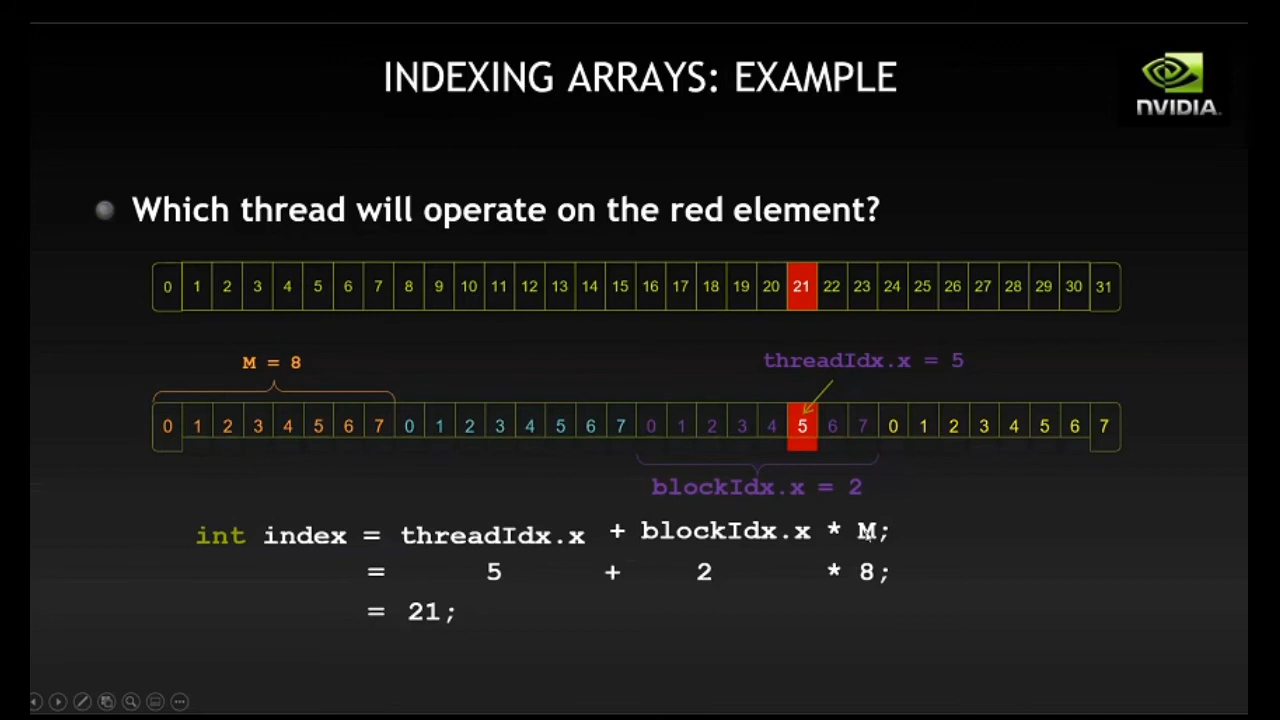 INDEXING ARRAYS: EXAMPLE
NVIDIA.
Which thread will operate on the red element?
0 1 2 3 4 5 6 7 8 9 10 11 12 13 14 15 16 17 18 19 20 21 22 23 24 25 26 27 28 29 30 31
M = 8
threadIdx.x = 5
0 1 2 3 4 5 6 7 0 1 2 3 4 5 6 7 0 1 2 3 4 5 6 7 0 1 2 3 4 5 6 7
blockIdx.x = 2
int index = threadIdx.x + blockIdx.x * M;
= 5 + 2 * 8;
= 21;